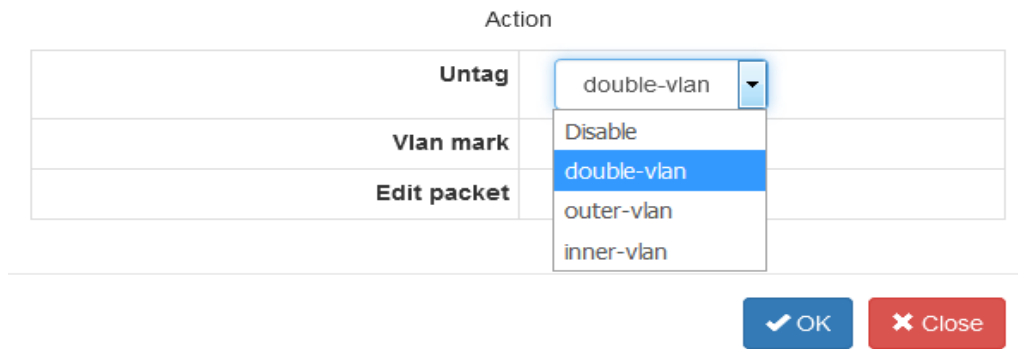 Action
Untag
double-vlan
Disable
Vlan mark
double-vlan
Edit packet
outer-vlan
inner-vlan
OK
Close